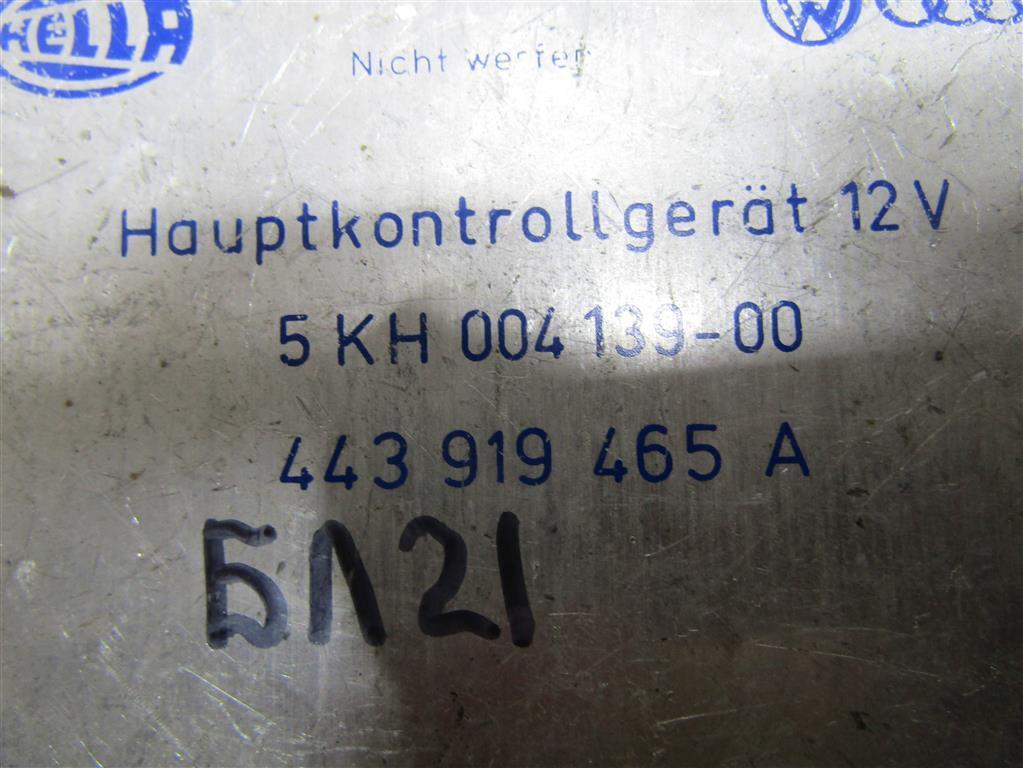 HELLA
Nicht werfen
Hauptkontrollgerät 12V
5 KH 004 139-00
443 919 465 A
БЛ21